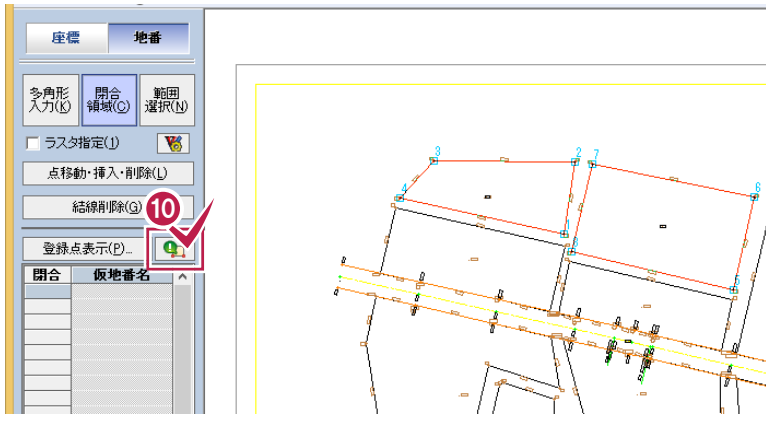 座標 地番
多角形 閉合 範囲
入力(K) 領域(C) 選択(N)
ラスタ指定(1)
点移動・挿入・削除(L)
結線削除(G)
10
登録点表示(P)...
閉合 仮地番名
3
2
7
4
6
1
8
5